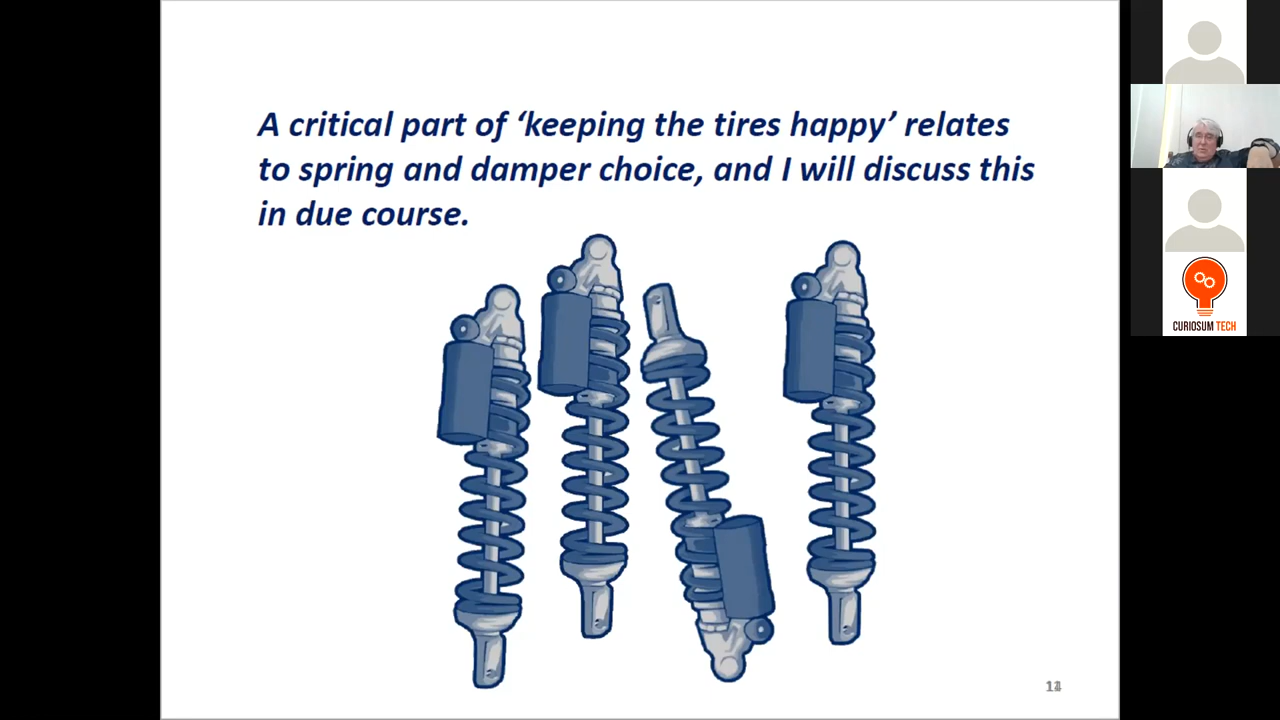 A critical part of ‘keeping the tires happy’ relates
to spring and damper choice, and I will discuss this
in due course.
CURIOSUM TECH